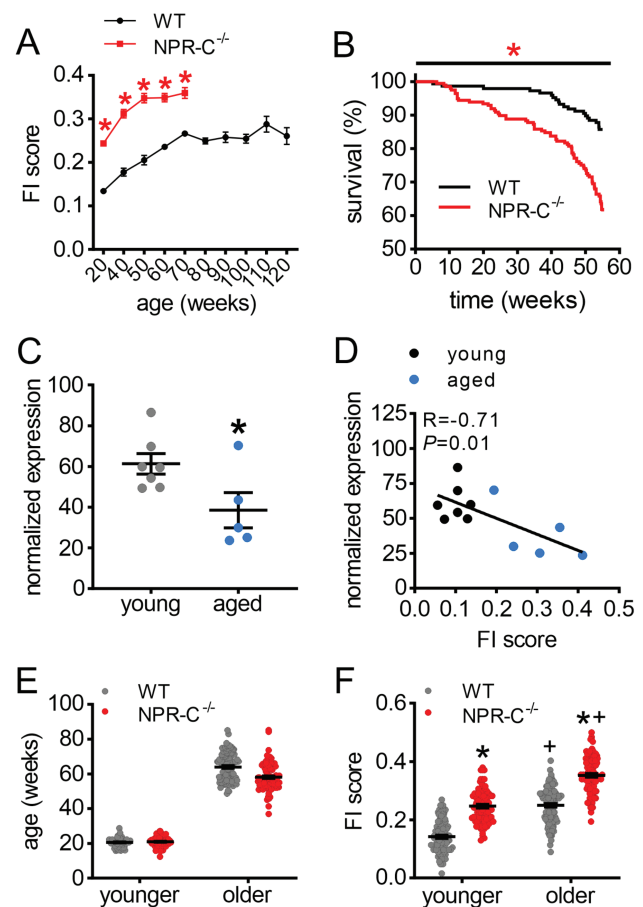 A
WT
NPR-C-/-
* * * * *
0.4
0.3
0.2
0.1
0.0
FI score
20 40 50 60 70 80 90 100 110 120
age (weeks)
B
*
100
90
80
70
60
50
survival (%)
WT
NPR-C-/-
0 10 20 30 40 50 60
time (weeks)
C
100
80
60
40
20
0
normalized expression
*
young aged
D
young
aged
R=-0.71
P=0.01
125
100
75
50
25
0
normalized expression
0.0 0.1 0.2 0.3 0.4 0.5
FI score
E
WT
NPR-C-/-
100
80
60
40
20
0
age (weeks)
younger older
F
WT
NPR-C-/-
0.6
0.4
0.2
0.0
FI score
* + *+
younger older